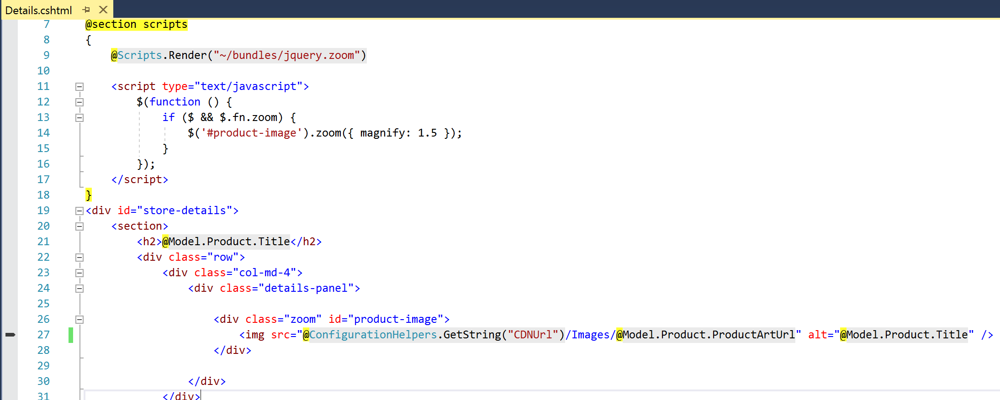 Details.cshtml
7 @section scripts
8 {
9 @Scripts.Render("~/bundles/jquery.zoom")
10
11 <script type="text/javascript">
12 $(function () {
13 if ($ && $.fn.zoom) {
14 $('#product-image').zoom({ magnify: 1.5 });
15 }
16 });
17 </script>
18 }
19 <div id="store-details">
20 <section>
21 <h2>@Model.Product.Title</h2>
22 <div class="row">
23 <div class="col-md-4">
24 <div class="details-panel">
25
26 <div class="zoom" id="product-image">
27 <img src="@ConfigurationHelpers.GetString("CDNUrl")/Images/@Model.Product.ProductArtUrl" alt="@Model.Product.Title" />
28 </div>
29
30 </div>
31 </div>